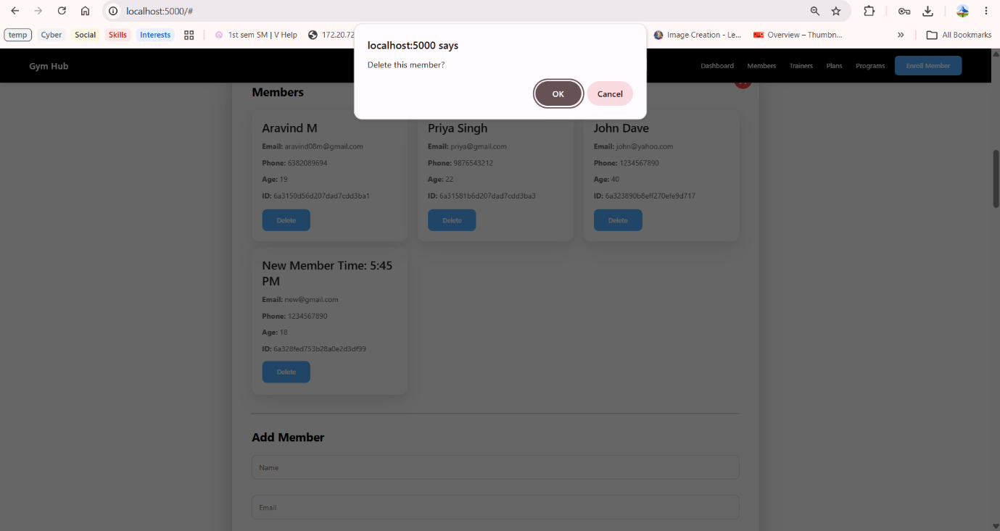 localhost:5000/#
temp Cyber Social Skills Interests 1st sem SM | V Help 172.20.72 Image Creation - Le... Overview – Thumbn... » All Bookmarks
localhost:5000 says
Delete this member?
OK Cancel
Gym Hub Dashboard Members Trainers Plans Programs Enroll Member
Members
Aravind M
Email: aravind08m@gmail.com
Phone: 6382089694
Age: 19
ID: 6a3150d56d207dad7cdd3ba1
Delete
Priya Singh
Email: priya@gmail.com
Phone: 9876543212
Age: 22
ID: 6a31581b6d207dad7cdd3ba3
Delete
John Dave
Email: john@yahoo.com
Phone: 1234567890
Age: 40
ID: 6a323890b8eff270efe9d717
Delete
New Member Time: 5:45
PM
Email: new@gmail.com
Phone: 1234567890
Age: 18
ID: 6a328fed753b28a0e2d3df99
Delete
Add Member
Name
Email